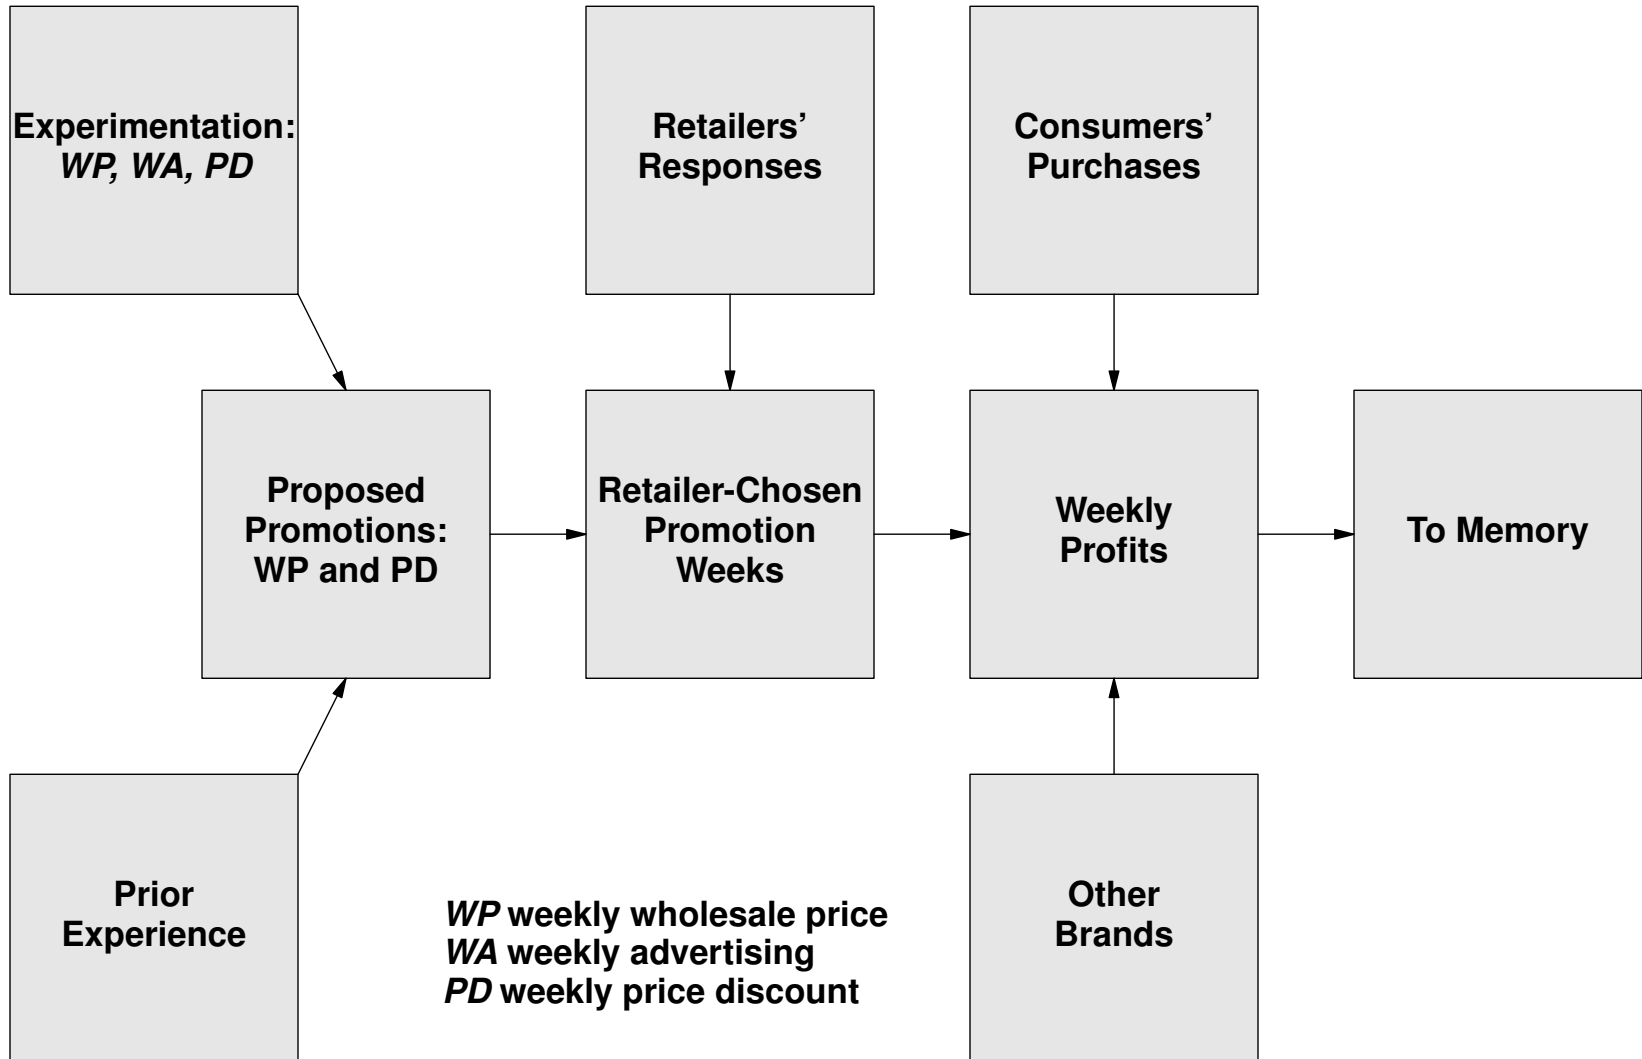 Experimentation:
WP, WA, PD
Retailers’
Responses
Consumers’
Purchases
Proposed
Promotions:
WP and PD
Retailer-Chosen
Promotion
Weeks
Weekly
Profits
To Memory
Prior
Experience
WP weekly wholesale price
WA weekly advertising
PD weekly price discount
Other
Brands